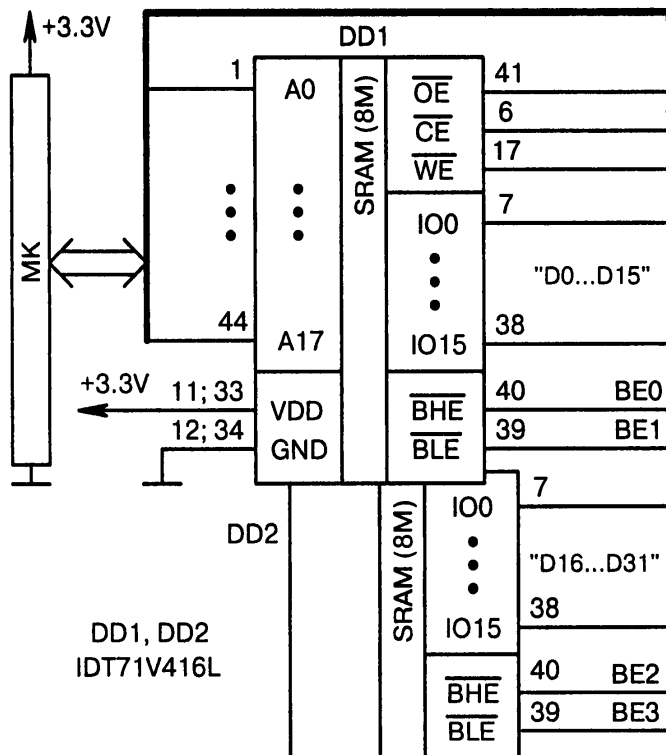 +3.3V
DD1
MK
1
A0
44
A17
+3.3V
11; 33
VDD
12; 34
GND
SRAM (8M)
OE
41
CE
6
WE
17
IO0
7
"D0...D15"
IO15
38
BHE
40
BE0
BLE
39
BE1
DD2
SRAM (8M)
IO0
7
"D16...D31"
IO15
38
BHE
40
BE2
BLE
39
BE3
DD1, DD2
IDT71V416L